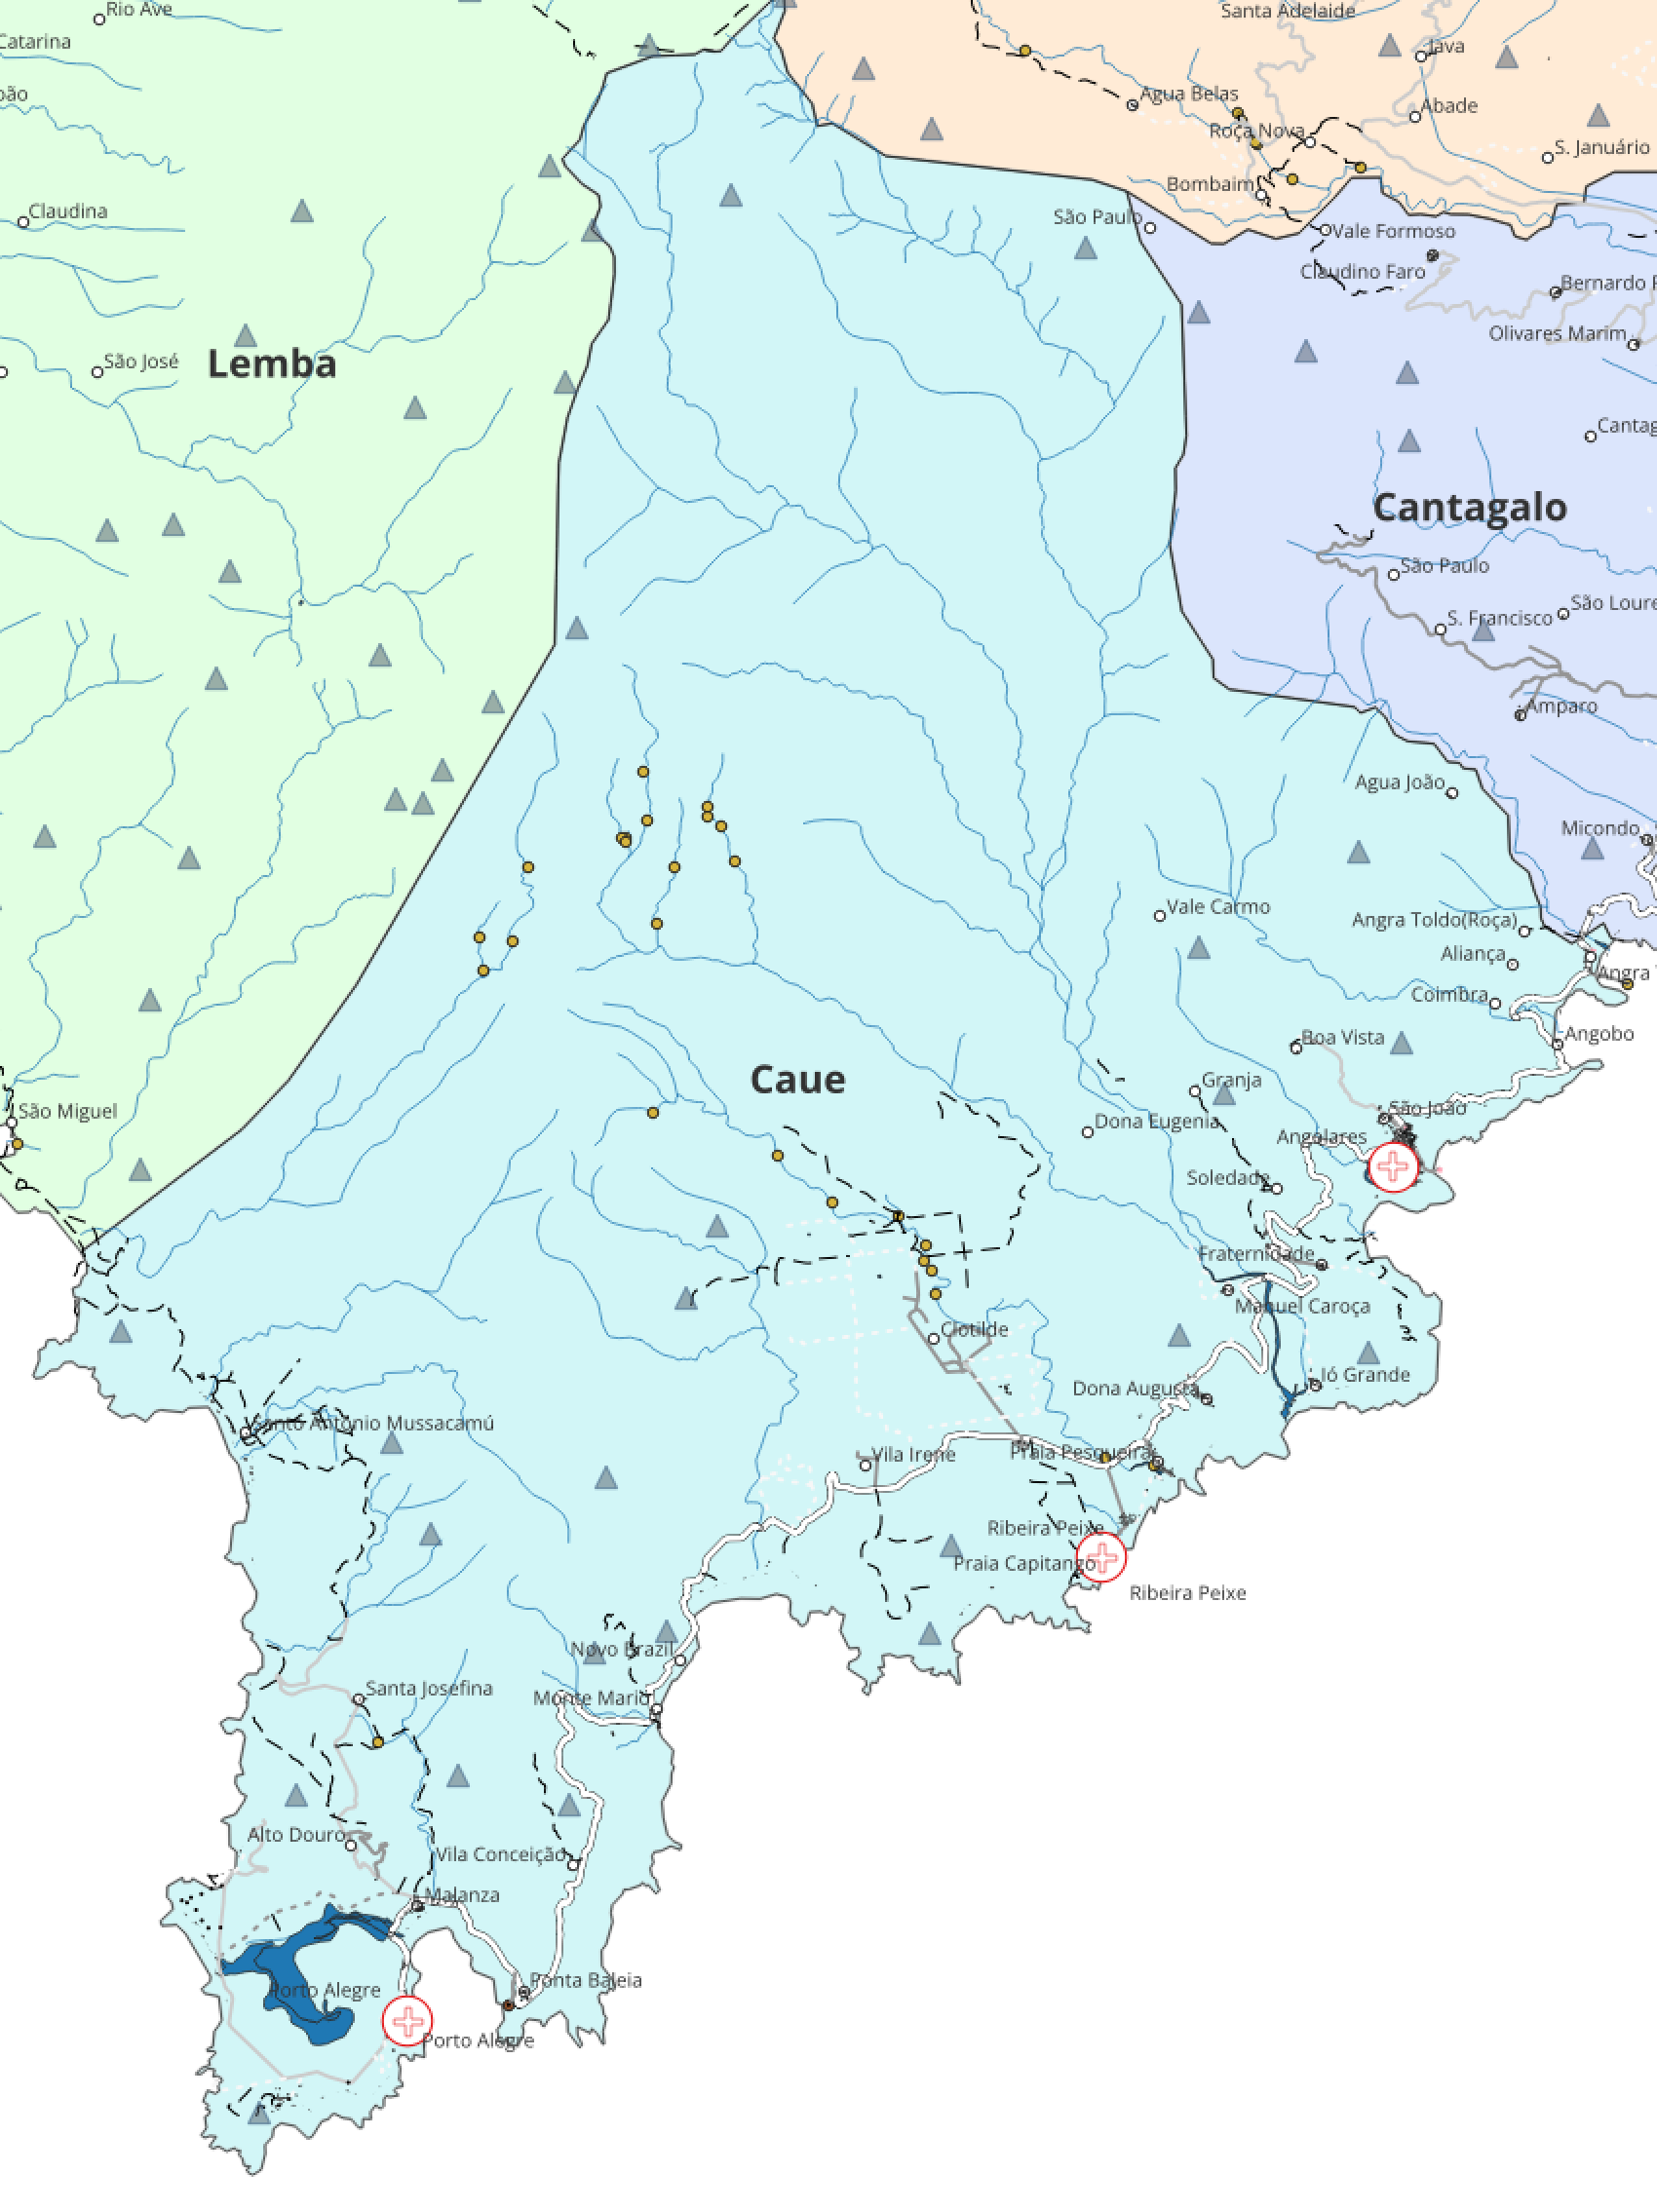 Rio Ave
Santa Adelaide
Catarina
Java
Agua Belas
Abade
Roça Nova
S. Januário
Bombaim
Claudina
São Paulo
Vale Formoso
Claudino Faro
Bernardo
Olivares Marim
São José
Lemba
Cantag
Cantagalo
São Paulo
São Loure
S. Francisco
Amparo
Agua João
Micondo
Vale Carmo
Angra Toldo(Roça)
Aliança
Angra
Coimbra
Angobo
Boa Vista
Caue
Granja
São João
São Miguel
Dona Eugenia
Angolares
Soledade
Fraternidade
Manuel Caroça
Clotilde
Ió Grande
Dona Augusta
Santo António Mussacamú
Vila Irene
Praia Pesqueira
Ribeira Peixe
Praia Capitango
Ribeira Peixe
Novo Brazil
Santa Josefina
Monte Mario
Alto Douro
Vila Conceição
Malanza
Ponta Baleia
Porto Alegre
Porto Alegre